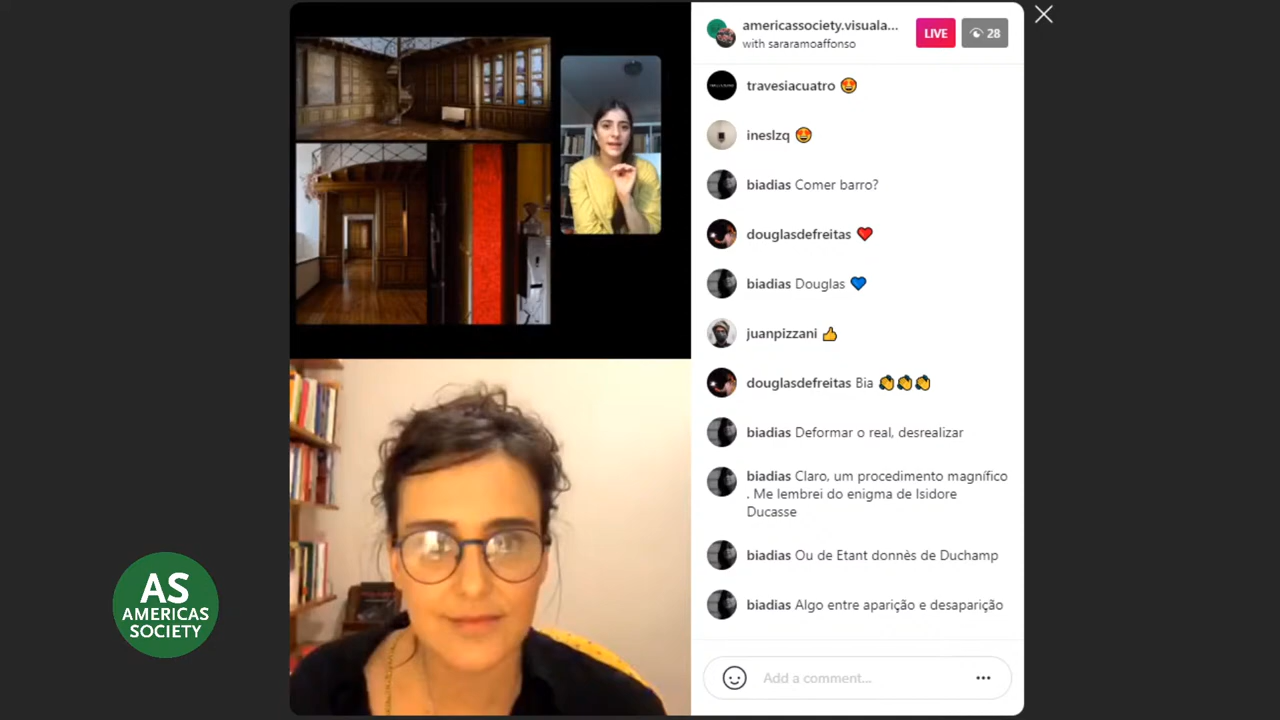 americassociety.visuala...
with sararamoaffonso
LIVE
28
travesiacuatro 🤩
ineslzq 🤩
biadias Comer barro?
douglasdefreitas ❤️
biadias Douglas 💙
juanpizzani 👍
douglasdefreitas Bia 👏👏👏
biadias Deformar o real, desrealizar
biadias Claro, um procedimento magnífico
. Me lembrei do enigma de Isidore
Ducasse
biadias Ou de Etant donnès de Duchamp
biadias Algo entre aparição e desaparição
Add a comment...
AS
AMERICAS
SOCIETY